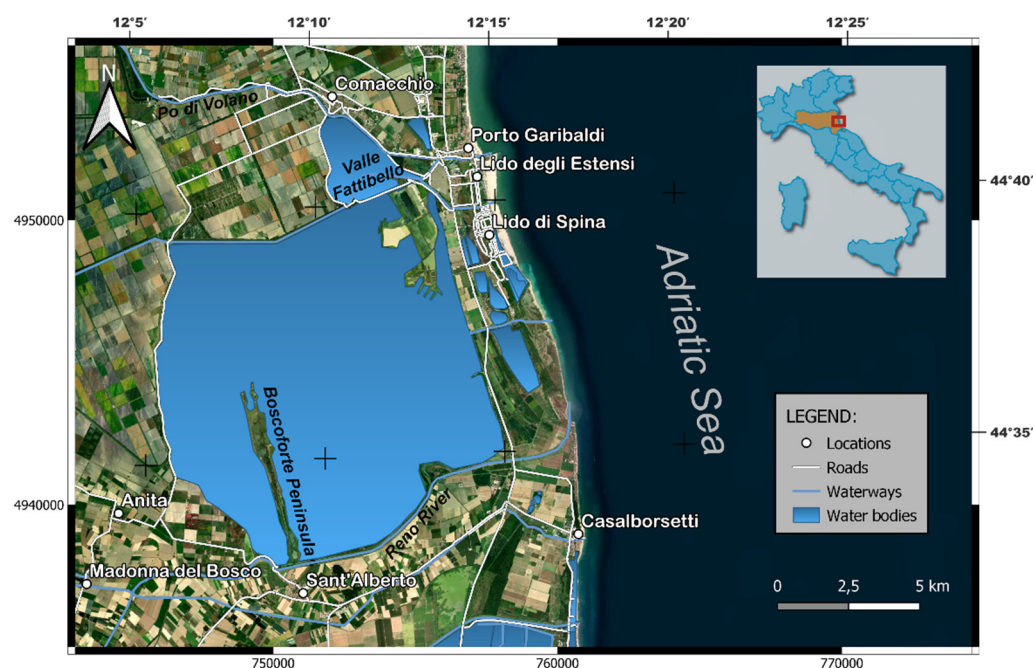 12°5' 12°10' 12°15' 12°20' 12°25'
N
Comacchio
Po di Volano
Porto Garibaldi
Valle
Fattibello
Lido degli Estensi
44°40'
4950000
Lido di Spina
Adriatic Sea
Boscoforte Peninsula
LEGEND:
Locations
Roads
Waterways
Water bodies
44°35'
Anita
4940000
Reno River
Casalborsetti
Madonna del Bosco
Sant'Alberto
0 2,5 5 km
750000 760000 770000